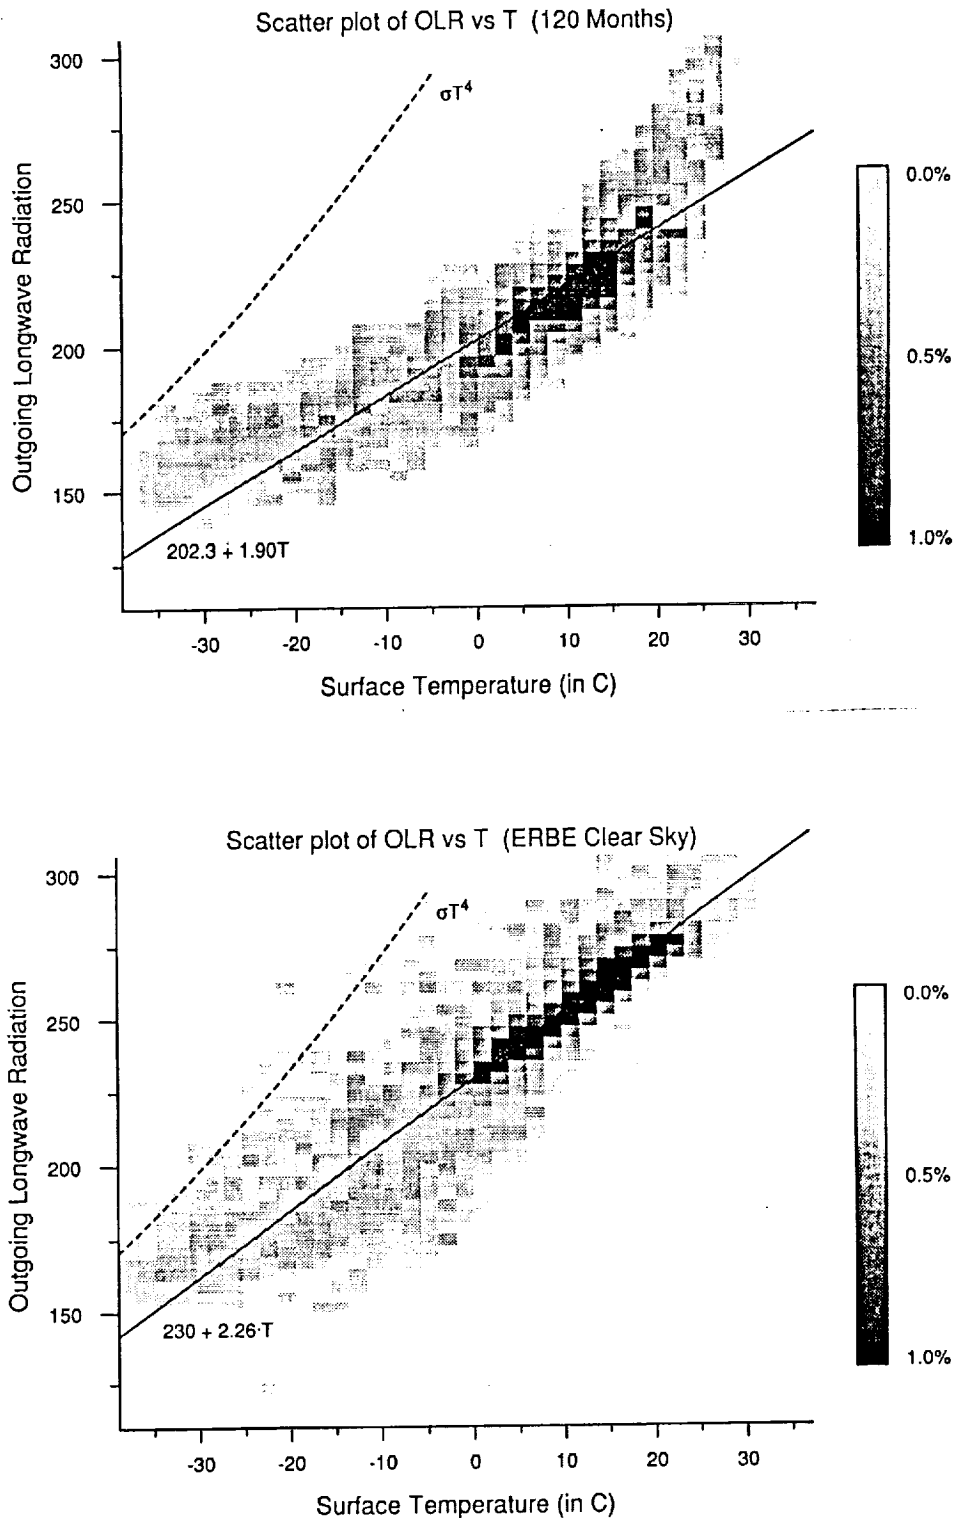 Scatter plot of OLR vs T (120 Months)
300
250
200
150
Outgoing Longwave Radiation
σT⁴
202.3 + 1.90T
0.0%
0.5%
1.0%
-30 -20 -10 0 10 20 30
Surface Temperature (in C)
Scatter plot of OLR vs T (ERBE Clear Sky)
300
250
200
150
Outgoing Longwave Radiation
σT⁴
230 + 2.26·T
0.0%
0.5%
1.0%
-30 -20 -10 0 10 20 30
Surface Temperature (in C)